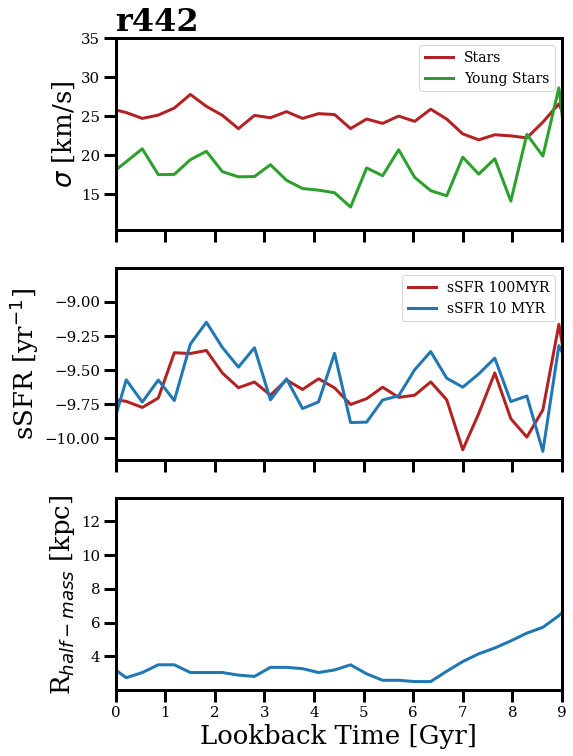 r442
35
30
25
20
15
σ [km/s]
Stars
Young Stars
−9.00
−9.25
−9.50
−9.75
−10.00
sSFR [yr⁻¹]
sSFR 100MYR
sSFR 10 MYR
12
10
8
6
4
R_{half−mass} [kpc]
0 1 2 3 4 5 6 7 8 9
Lookback Time [Gyr]